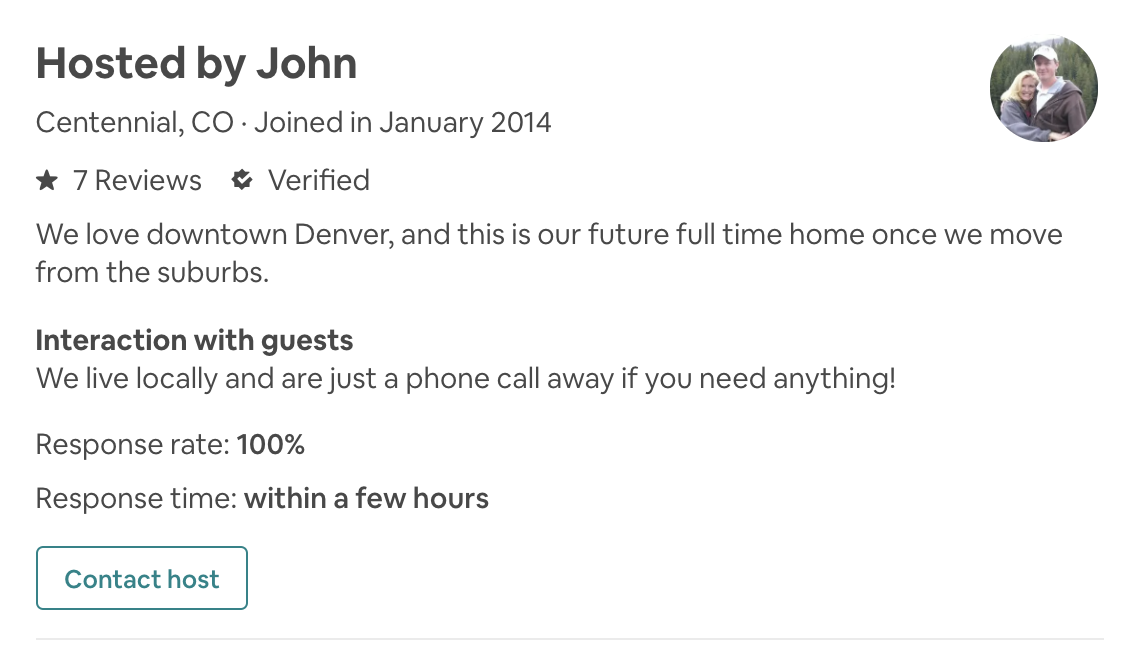 Hosted by John
Centennial, CO · Joined in January 2014
7 Reviews Verified
We love downtown Denver, and this is our future full time home once we move
from the suburbs.
Interaction with guests
We live locally and are just a phone call away if you need anything!
Response rate: 100%
Response time: within a few hours
Contact host